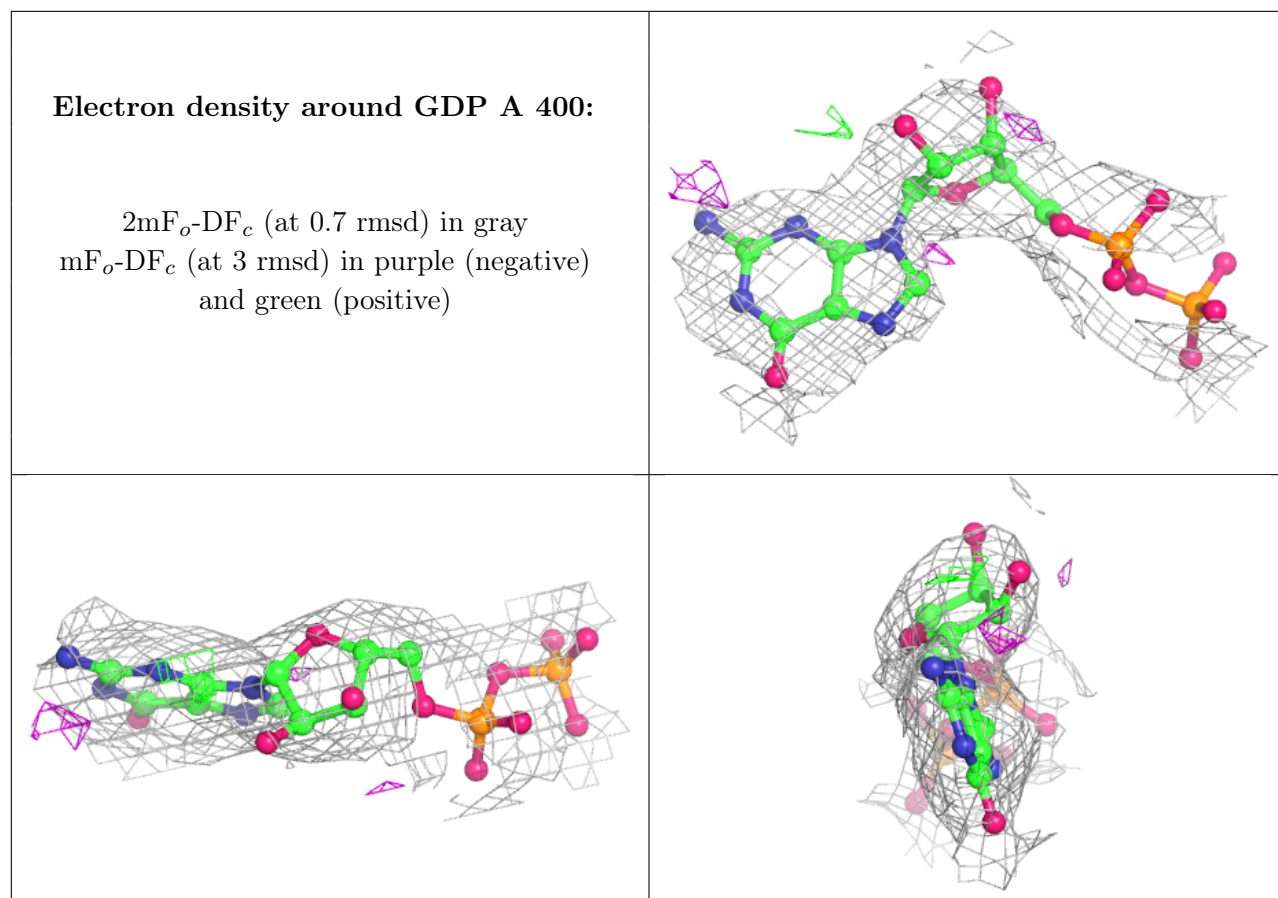 Electron density around GDP A 400:
2mFo-DFc (at 0.7 rmsd) in gray
mFo-DFc (at 3 rmsd) in purple (negative)
and green (positive)